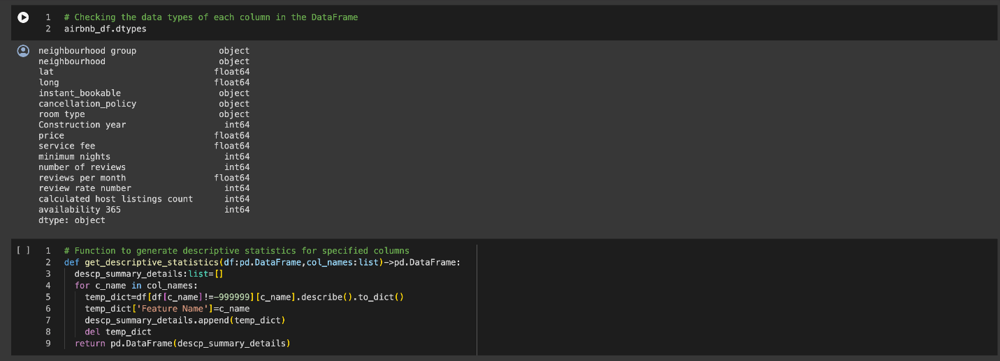 1 # Checking the data types of each column in the DataFrame
2 airbnb_df.dtypes
neighbourhood group object
neighbourhood object
lat float64
long float64
instant_bookable object
cancellation_policy object
room type object
Construction year int64
price float64
service fee float64
minimum nights int64
number of reviews int64
reviews per month float64
review rate number int64
calculated host listings count int64
availability 365 int64
dtype: object
[ ] 1 # Function to generate descriptive statistics for specified columns
2 def get_descriptive_statistics(df:pd.DataFrame,col_names:list)->pd.DataFrame:
3 descp_summary_details:list=[]
4 for c_name in col_names:
5 temp_dict=df[df[c_name]!=-999999][c_name].describe().to_dict()
6 temp_dict['Feature Name']=c_name
7 descp_summary_details.append(temp_dict)
8 del temp_dict
9 return pd.DataFrame(descp_summary_details)